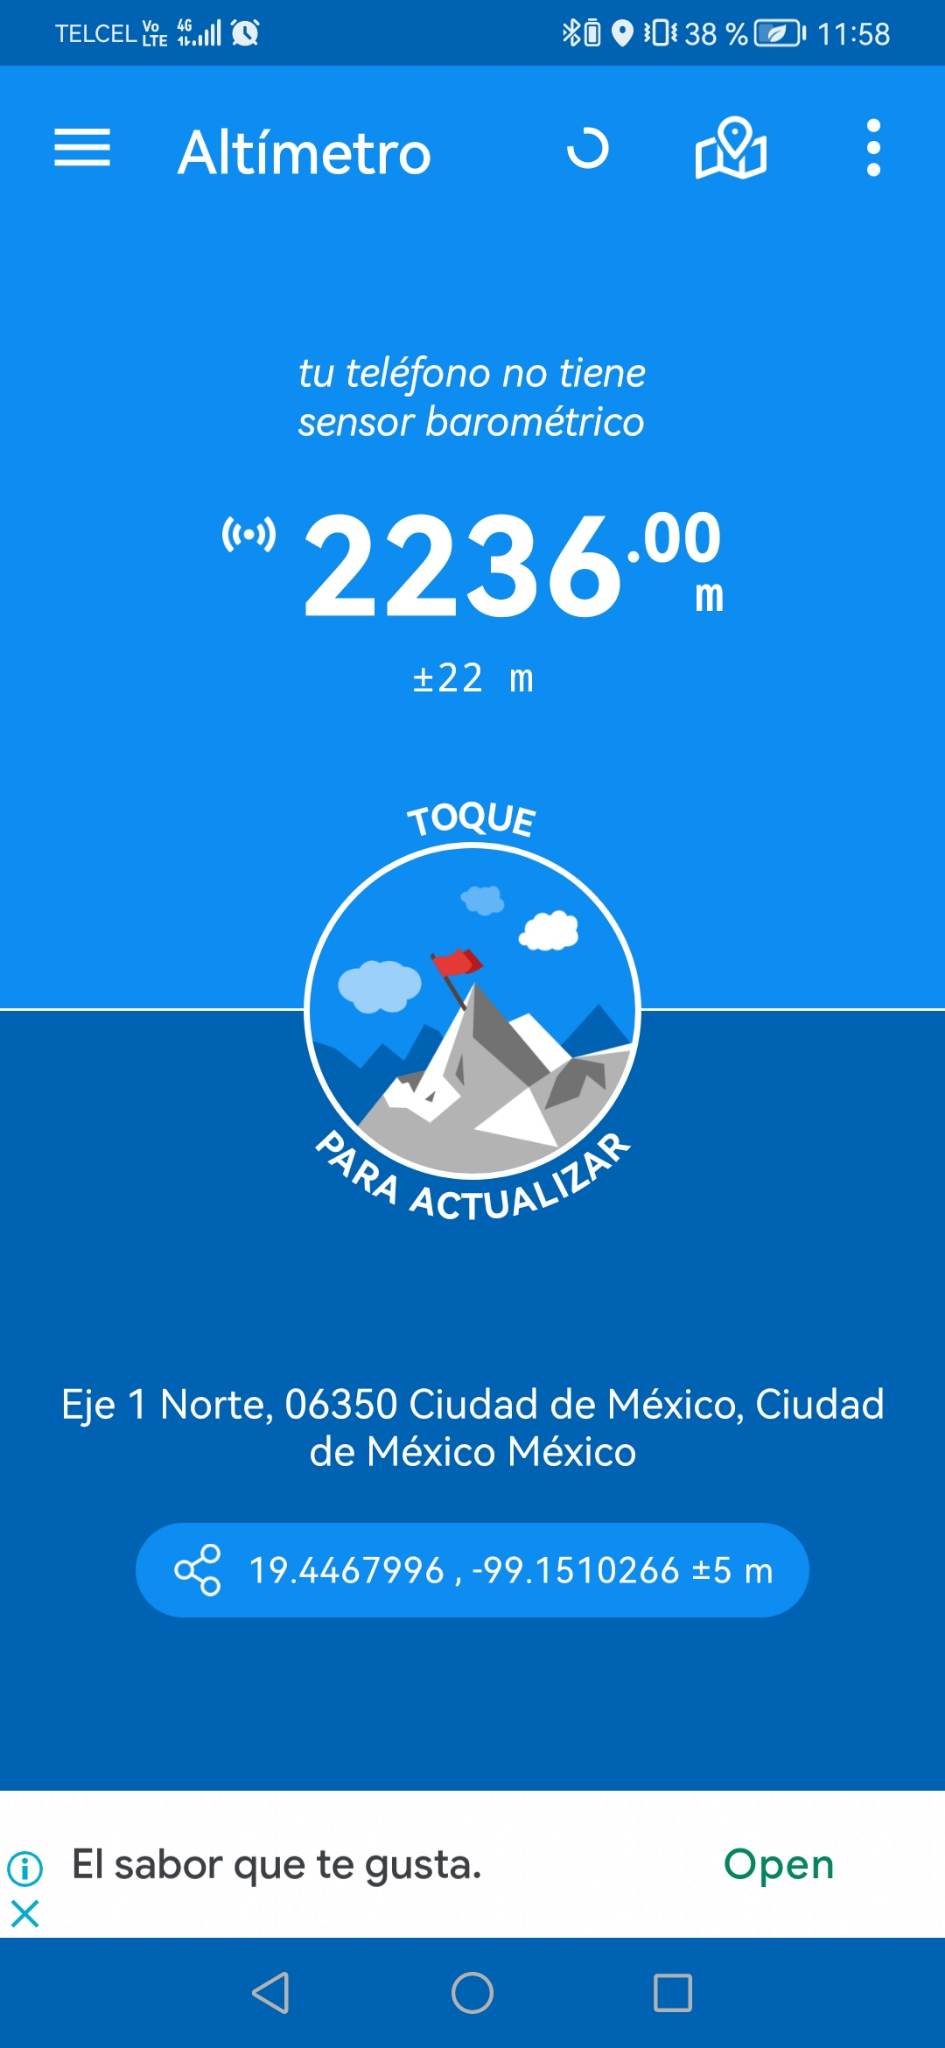 TELCEL Vo LTE 4G 38 % 11:58
Altímetro
tu teléfono no tiene
sensor barométrico
2236.00 m
±22 m
TOQUE
PARA ACTUALIZAR
Eje 1 Norte, 06350 Ciudad de México, Ciudad
de México México
19.4467996 , -99.1510266 ±5 m
El sabor que te gusta.
Open